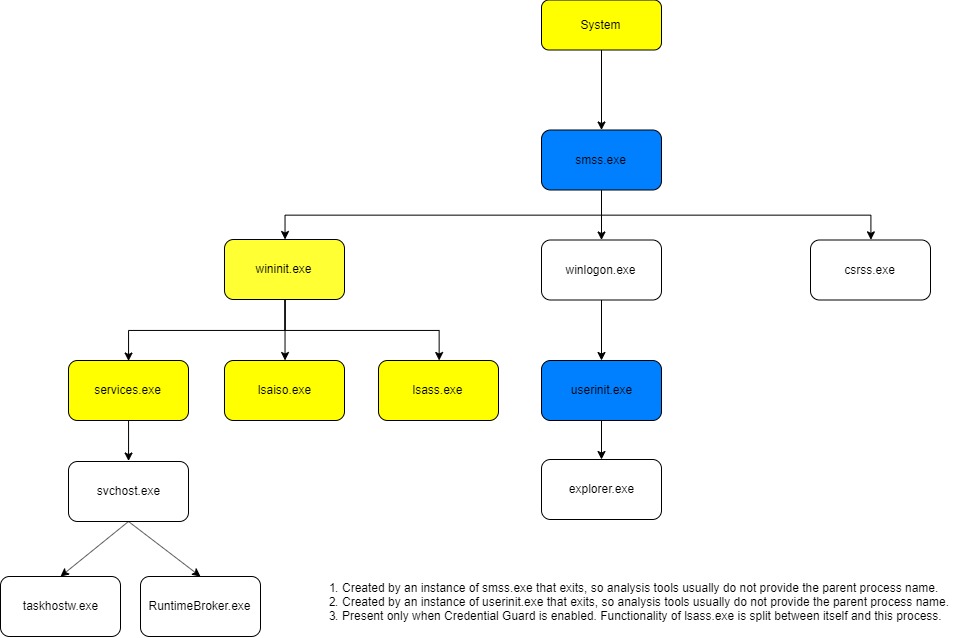 System
smss.exe
wininit.exe
winlogon.exe
csrss.exe
services.exe
lsaiso.exe
lsass.exe
userinit.exe
svchost.exe
explorer.exe
taskhostw.exe
RuntimeBroker.exe
1. Created by an instance of smss.exe that exits, so analysis tools usually do not provide the parent process name.
2. Created by an instance of userinit.exe that exits, so analysis tools usually do not provide the parent process name.
3. Present only when Credential Guard is enabled. Functionality of lsass.exe is split between itself and this process.